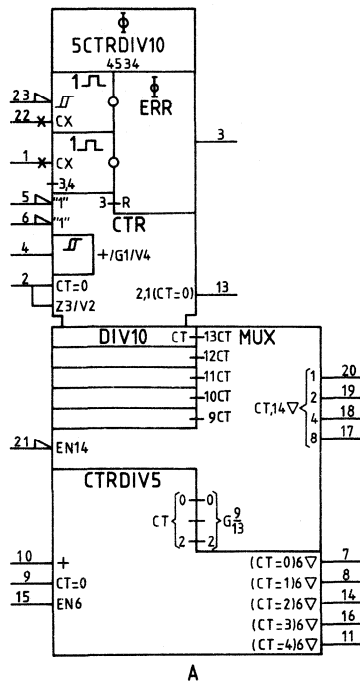 Φ
5CTRDIV10
4534
1
23
22 CX
Φ
ERR
1
3
1 CX
3,4
5 "1"
3 R
6 "1"
CTR
4
+/G1/V4
2 CT=0
Z3/V2
2,1(CT=0) 13
DIV10 CT 13CT MUX
12CT
11CT
10CT
9CT
CT,14▽
1 20
2 19
4 18
8 17
21 EN14
CTRDIV5
0 0
CT G 9/13
2 2
10 +
9 CT=0
15 EN6
(CT=0)6▽ 7
(CT=1)6▽ 8
(CT=2)6▽ 14
(CT=3)6▽ 16
(CT=4)6▽ 11
A